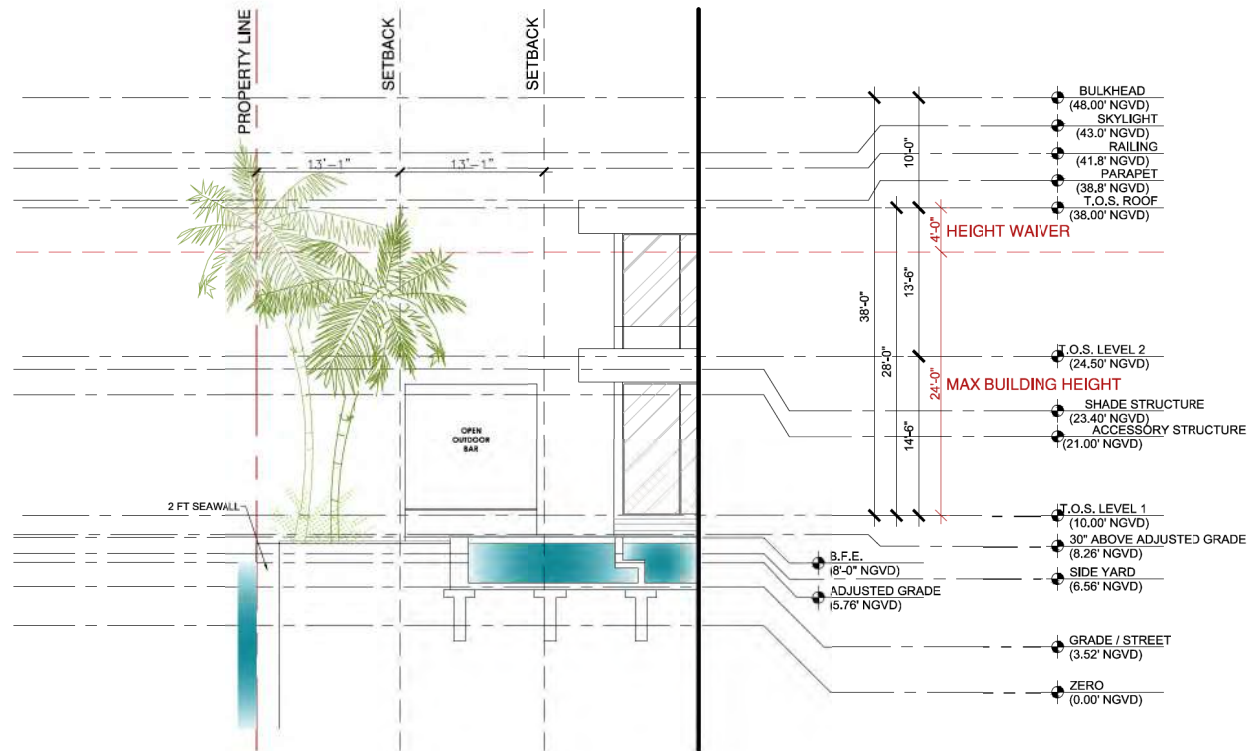 PROPERTY LINE
SETBACK
SETBACK
13'-1"
13'-1"
BULKHEAD
(48.00' NGVD)
SKYLIGHT
(43.0' NGVD)
RAILING
(41.8' NGVD)
PARAPET
(38.8' NGVD)
T.O.S. ROOF
(38.00' NGVD)
10'-0"
4'-0"
HEIGHT WAIVER
13'-6"
38'-0"
28'-0"
24'-0"
MAX BUILDING HEIGHT
14'-6"
T.O.S. LEVEL 2
(24.50' NGVD)
SHADE STRUCTURE
(23.40' NGVD)
ACCESSORY STRUCTURE
(21.00' NGVD)
OPEN
OUTDOOR
BAR
2 FT SEAWALL
T.O.S. LEVEL 1
(10.00' NGVD)
30" ABOVE ADJUSTED GRADE
(8.26' NGVD)
B.F.E.
(8'-0" NGVD)
SIDE YARD
(6.56' NGVD)
ADJUSTED GRADE
(5.76' NGVD)
GRADE / STREET
(3.52' NGVD)
ZERO
(0.00' NGVD)